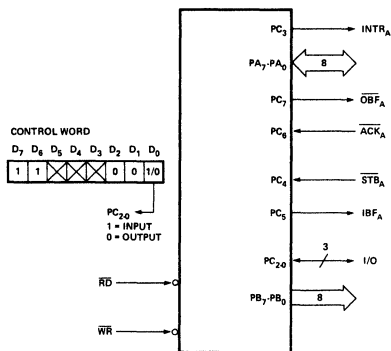 PC3 INTRA
PA7-PA0 8
PC7 OBFA
PC6 ACKA
CONTROL WORD
D7 D6 D5 D4 D3 D2 D1 D0
1 1 0 0 1/0
PC4 STBA
PC5 IBFA
PC2-0
1 = INPUT
0 = OUTPUT
PC2-0 3 I/O
RD
PB7-PB0 8
WR